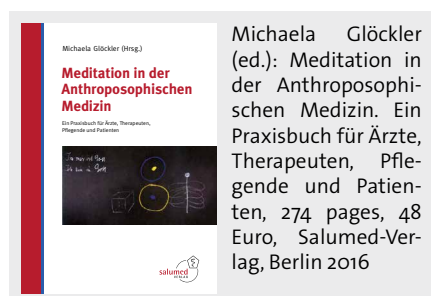 Michaela Glöckler (Hrsg.)
Meditation in der
Anthroposophischen
Medizin
Ein Praxisbuch für Ärzte, Therapeuten,
Pflegende und Patienten
salumed
VERLAG
Michaela Glöckler
(ed.): Meditation in
der Anthroposophi-
schen Medizin. Ein
Praxisbuch für Ärzte,
Therapeuten, Pfle-
gende und Patien-
ten, 274 pages, 48
Euro, Salumed-Ver-
lag, Berlin 2016